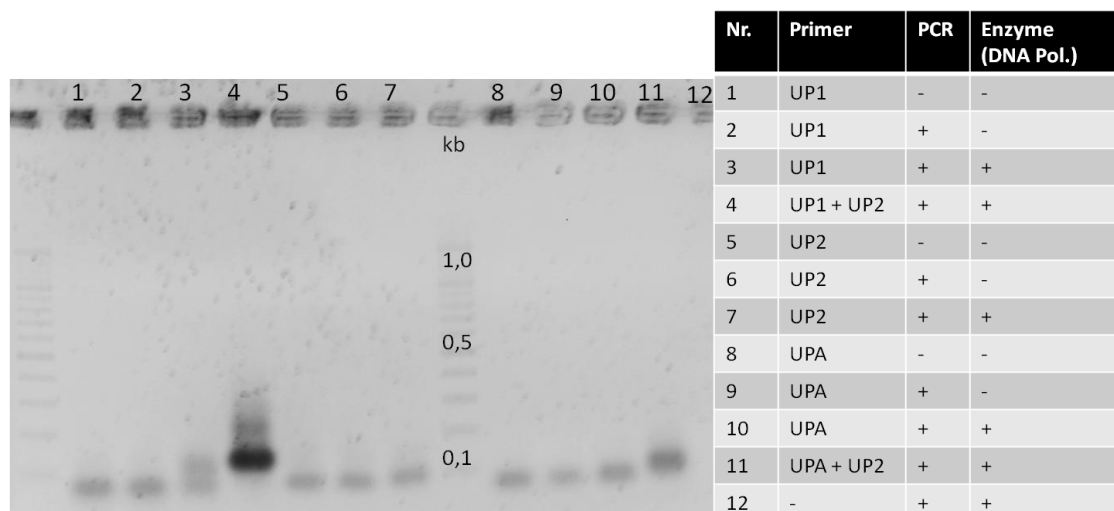 1 2 3 4 5 6 7 8 9 10 11 12
kb
1,0
0,5
0,1
Nr. Primer PCR Enzyme
(DNA Pol.)
1 UP1 - -
2 UP1 + -
3 UP1 + +
4 UP1 + UP2 + +
5 UP2 - -
6 UP2 + -
7 UP2 + +
8 UPA - -
9 UPA + -
10 UPA + +
11 UPA + UP2 + +
12 - + +